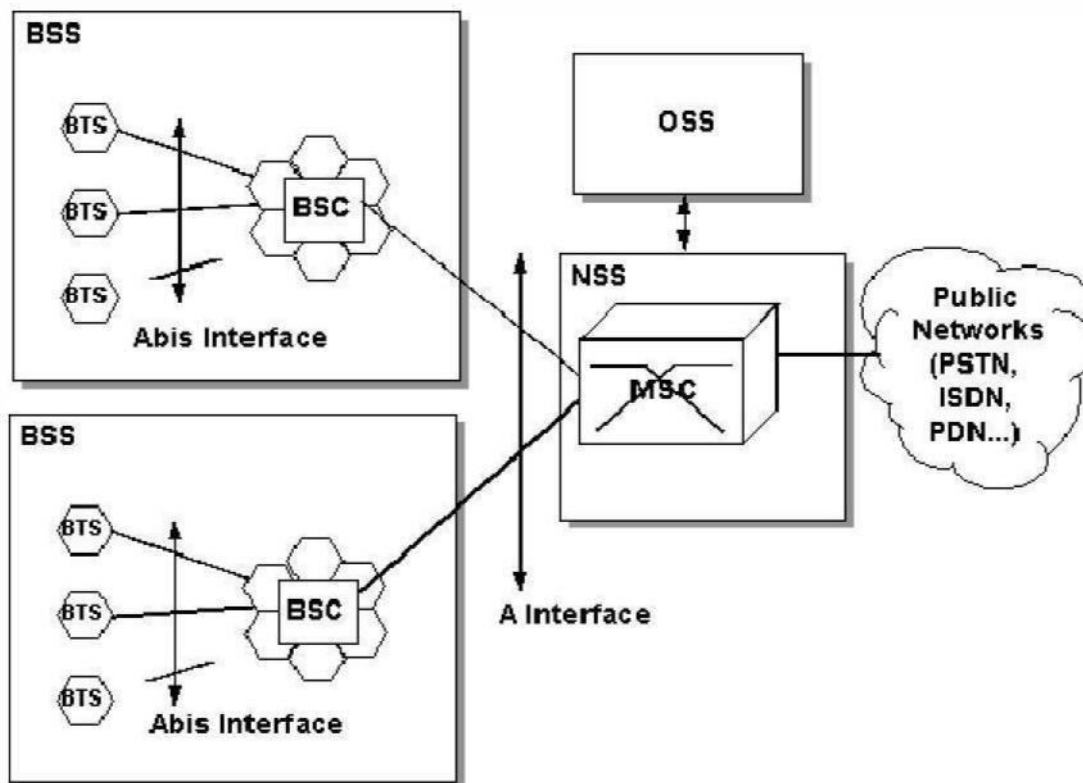 BSS
BTS
BTS
BTS
BSC
Abis Interface
OSS
NSS
MSC
Public
Networks
(PSTN,
ISDN,
PDN...)
A Interface
BSS
BTS
BTS
BTS
BSC
Abis Interface